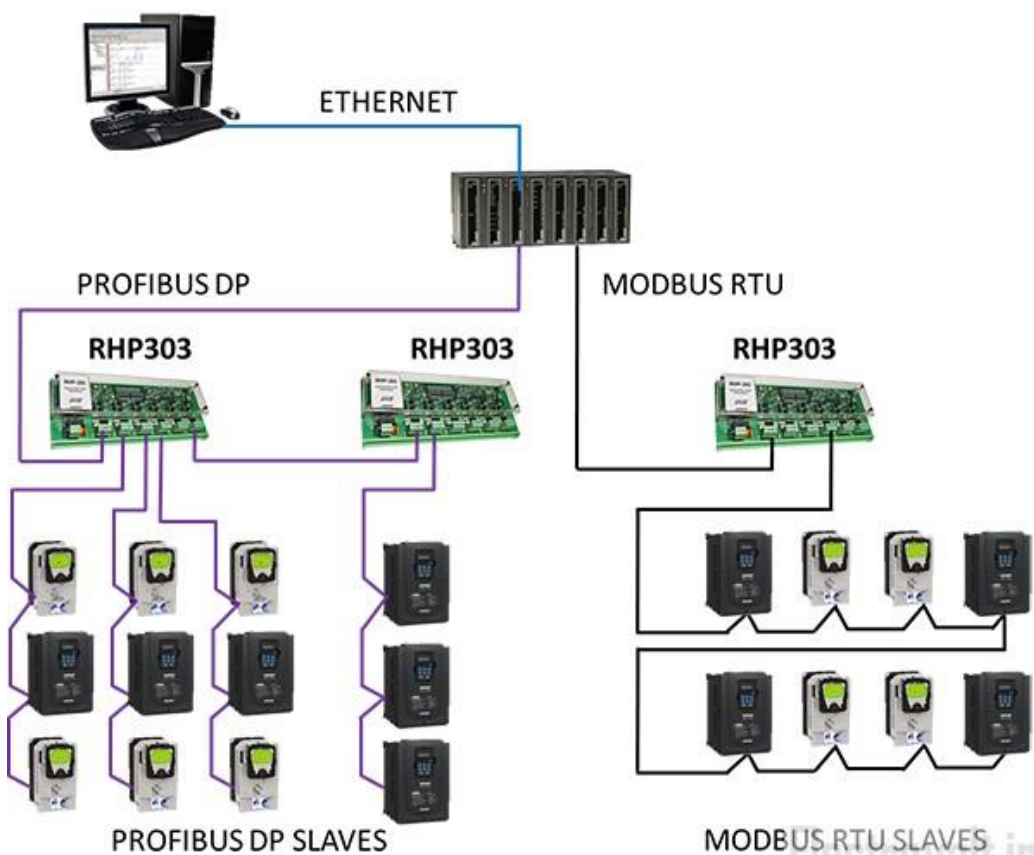 ETHERNET
PROFIBUS DP
MODBUS RTU
RHP303
RHP303
RHP303
PROFIBUS DP SLAVES
MODBUS RTU SLAVES